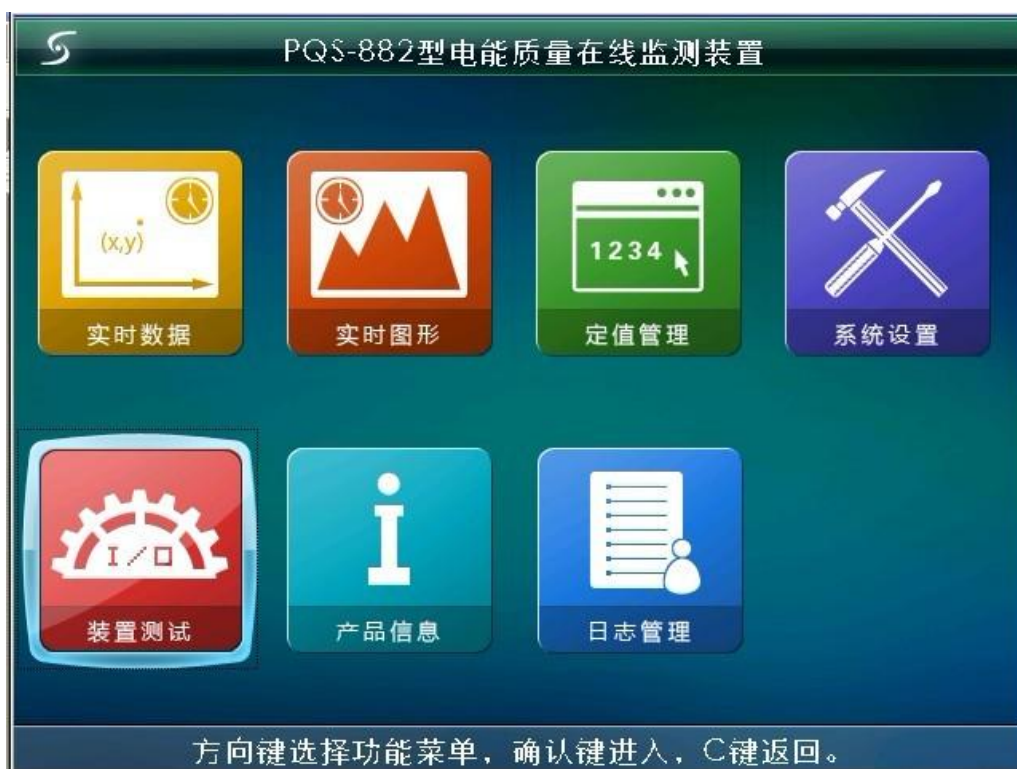 PQS-882型电能质量在线监测装置
(x,y)
1234
实时数据
实时图形
定值管理
系统设置
I/O
装置测试
产品信息
日志管理
方向键选择功能菜单，确认键进入，C键返回。